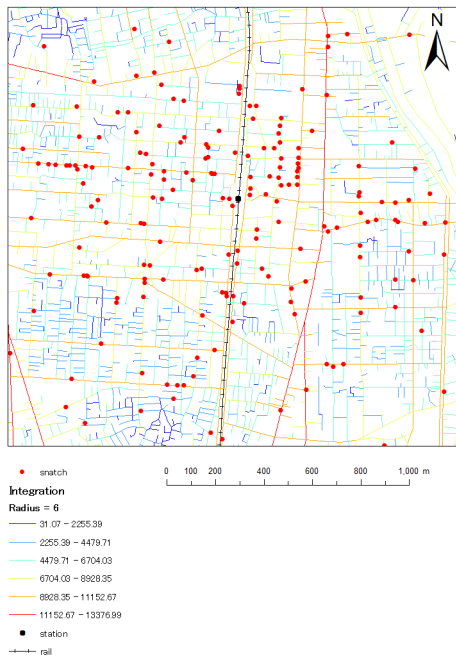 N
snatch
0 100 200 400 600 800 1,000 m
Integration
Radius = 6
31.07 - 2255.39
2255.39 - 4479.71
4479.71 - 6704.03
6704.03 - 8928.35
8928.35 - 11152.67
11152.67 - 13376.99
station
rail